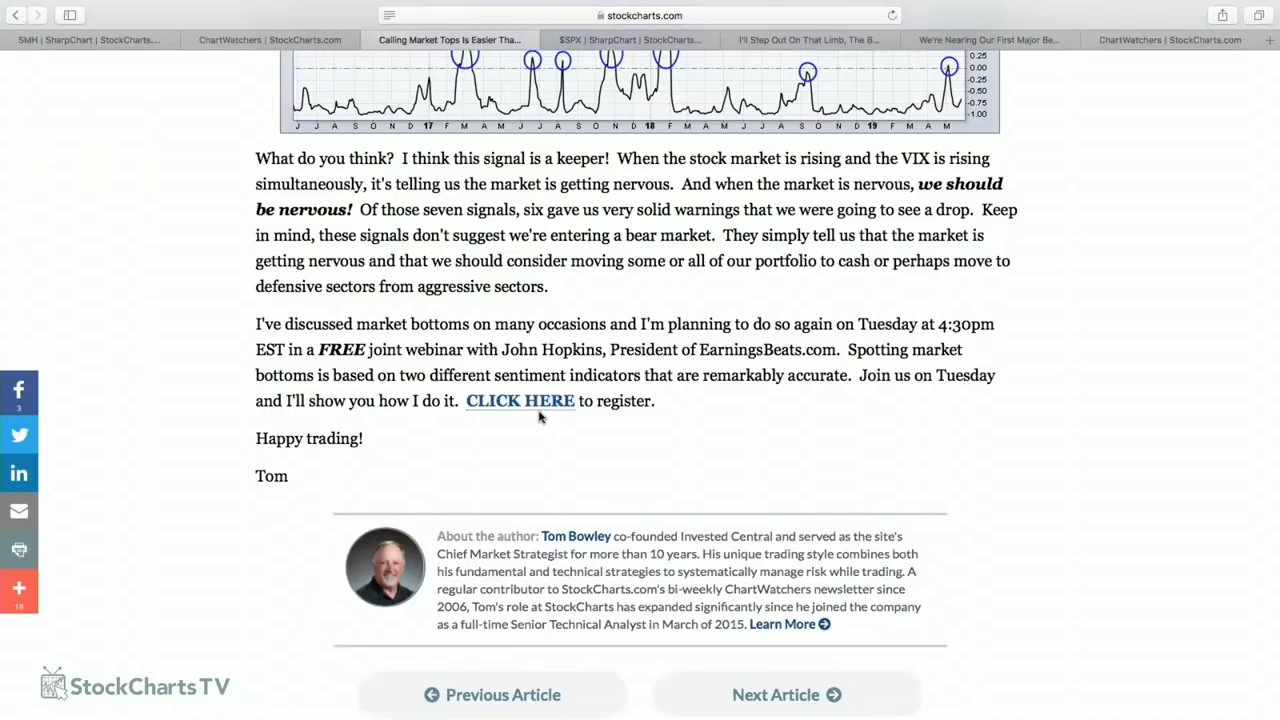 stockcharts.com
SMH | SharpChart | StockCharts....
ChartWatchers | StockCharts.com
Calling Market Tops Is Easier Tha...
$SPX | SharpChart | StockCharts...
I'll Step Out On That Limb, The B...
We're Nearing Our First Major Be...
ChartWatchers | StockCharts.com
0.25
0.00
-0.25
-0.50
-0.75
-1.00
J J A S O N D 17 F M A M J J A S O N D 18 F M A M J J A S O N D 19 F M A M
What do you think? I think this signal is a keeper! When the stock market is rising and the VIX is rising
simultaneously, it's telling us the market is getting nervous. And when the market is nervous, we should
be nervous! Of those seven signals, six gave us very solid warnings that we were going to see a drop. Keep
in mind, these signals don't suggest we're entering a bear market. They simply tell us that the market is
getting nervous and that we should consider moving some or all of our portfolio to cash or perhaps move to
defensive sectors from aggressive sectors.
I've discussed market bottoms on many occasions and I'm planning to do so again on Tuesday at 4:30pm
EST in a FREE joint webinar with John Hopkins, President of EarningsBeats.com. Spotting market
bottoms is based on two different sentiment indicators that are remarkably accurate. Join us on Tuesday
and I'll show you how I do it. CLICK HERE to register.
Happy trading!
Tom
3
18
About the author: Tom Bowley co-founded Invested Central and served as the site's
Chief Market Strategist for more than 10 years. His unique trading style combines both
his fundamental and technical strategies to systematically manage risk while trading. A
regular contributor to StockCharts.com's bi-weekly ChartWatchers newsletter since
2006, Tom's role at StockCharts has expanded significantly since he joined the company
as a full-time Senior Technical Analyst in March of 2015. Learn More
StockChartsTV
Previous Article
Next Article